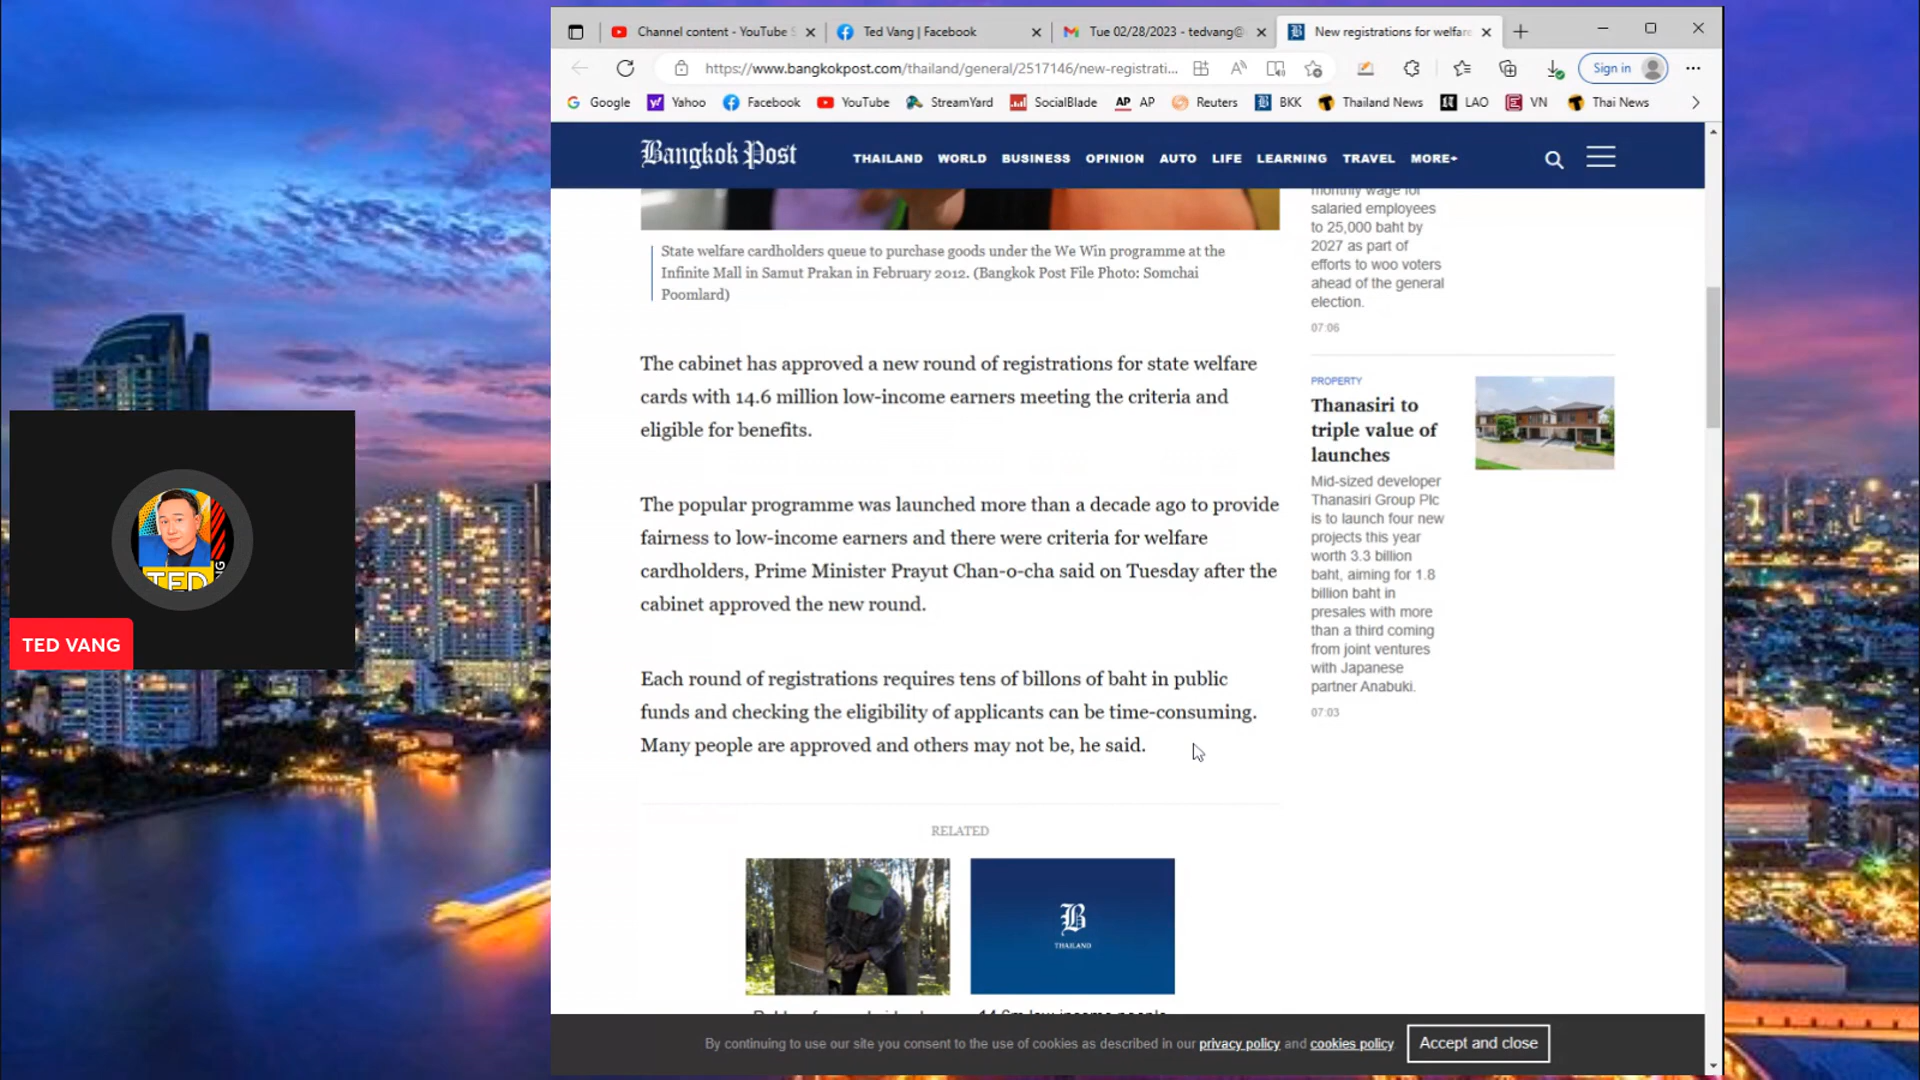 Channel content - YouTube S
Ted Vang | Facebook
Tue 02/28/2023 - tedvang@
New registrations for welfare
https://www.bangkokpost.com/thailand/general/2517146/new-registrati...
Sign in
Google
Yahoo
Facebook
YouTube
StreamYard
SocialBlade
AP AP
Reuters
BKK
Thailand News
LAO
VN
Thai News
Bangkok Post
THAILAND WORLD BUSINESS OPINION AUTO LIFE LEARNING TRAVEL MORE+
State welfare cardholders queue to purchase goods under the We Win programme at the
Infinite Mall in Samut Prakan in February 2012. (Bangkok Post File Photo: Somchai
Poomlard)
The cabinet has approved a new round of registrations for state welfare
cards with 14.6 million low-income earners meeting the criteria and
eligible for benefits.
The popular programme was launched more than a decade ago to provide
fairness to low-income earners and there were criteria for welfare
cardholders, Prime Minister Prayut Chan-o-cha said on Tuesday after the
cabinet approved the new round.
Each round of registrations requires tens of billons of baht in public
funds and checking the eligibility of applicants can be time-consuming.
Many people are approved and others may not be, he said.
RELATED
B
THAILAND
14.6m low-income people
monthly wage for
salaried employees
to 25,000 baht by
2027 as part of
efforts to woo voters
ahead of the general
election.
07:06
PROPERTY
Thanasiri to
triple value of
launches
Mid-sized developer
Thanasiri Group Plc
is to launch four new
projects this year
worth 3.3 billion
baht, aiming for 1.8
billion baht in
presales with more
than a third coming
from joint ventures
with Japanese
partner Anabuki.
07:03
By continuing to use our site you consent to the use of cookies as described in our privacy policy and cookies policy
Accept and close
TED
NG
TED VANG